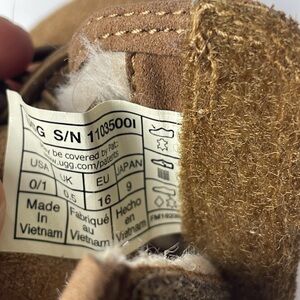 S/N 1103500I
be covered by Pat:
www.ugg.com/patents
USA UK EU JAPAN
0/1 0.5 16 9
Made In Vietnam
Fabriqué au Vietnam
Hecho en Vietnam